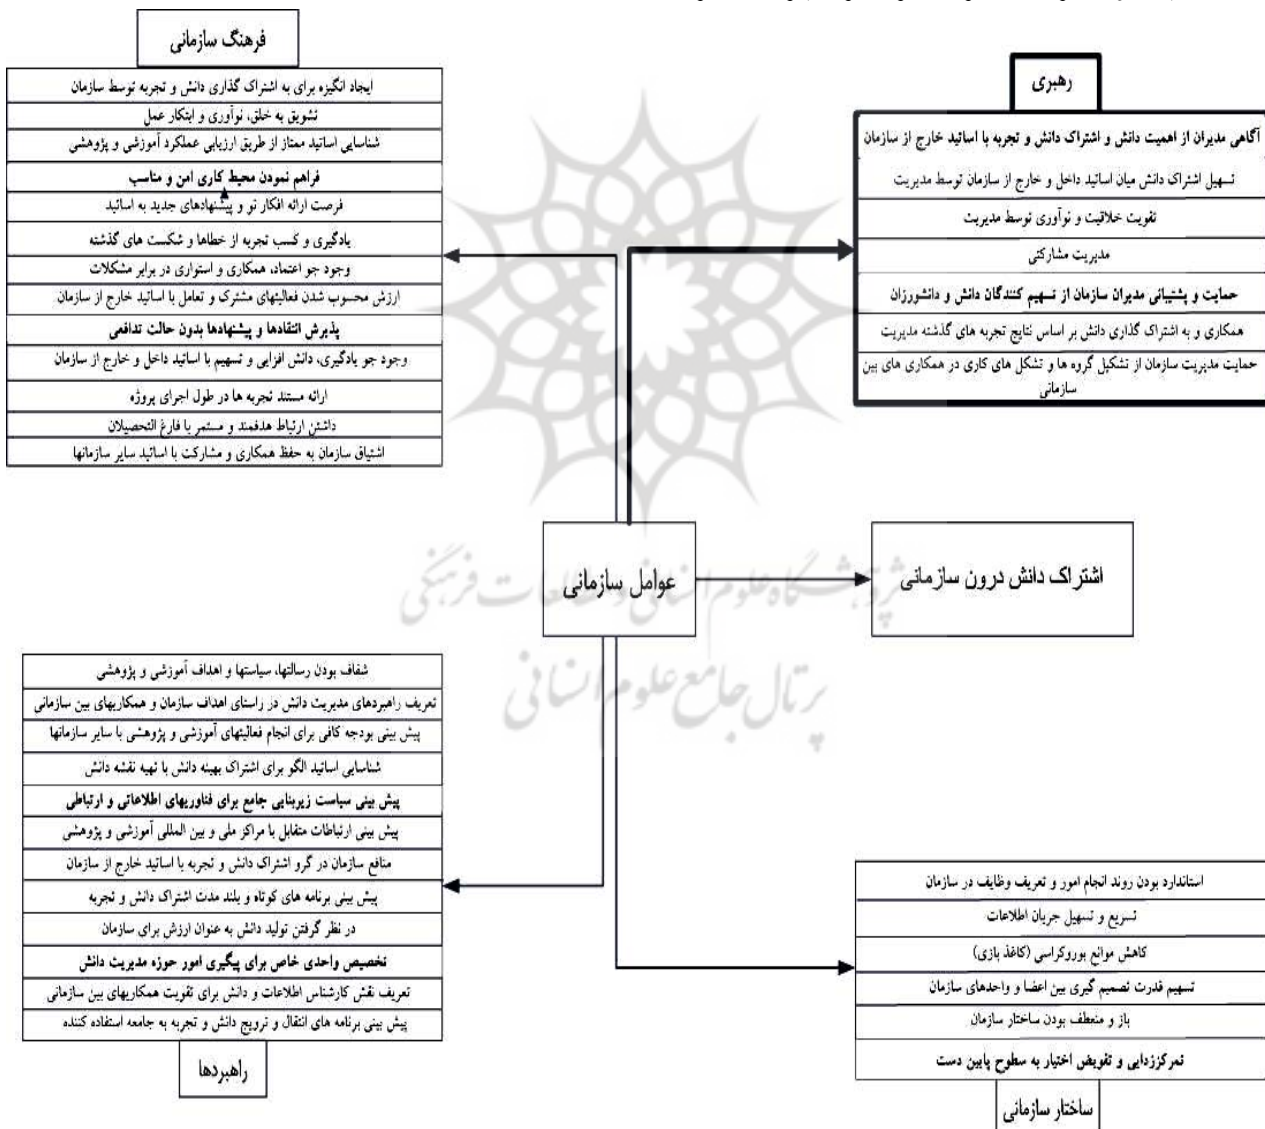 رهبری
آگاهی مدیران از اهمیت دانش و اشتراک دانش و تجربه با اساتید خارج از سازمان
تسهیل اشتراک دانش میان اساتید داخل و خارج از سازمان توسط مدیریت
تقویت خلاقیت و نوآوری توسط مدیریت
مدیریت مشارکتی
حمایت و پشتیبانی مدیران سازمان از تسهیم کنندگان دانش و دانشورزان
همکاری و به اشتراک گذاری دانش بر اساس نتایج تجربه های گذشته مدیریت
حمایت مدیریت سازمان از تشکیل گروه ها و تشکل های کاری در همکاری های بین
سازمانی
فرهنگ سازمانی
ایجاد انگیزه برای به اشتراک گذاری دانش و تجربه توسط سازمان
تشویق به خلق، نوآوری و ابتکار عمل
شناسایی اساتید ممتاز از طریق ارزیابی عملکرد آموزشی و پژوهشی
فراهم نمودن محیط کاری امن و مناسب
فرصت ارائه افکار نو و پیشنهادهای جدید به اساتید
یادگیری و کسب تجربه از خطاها و شکست های گذشته
وجود جو اعتماد، همکاری و استواری در برابر مشکلات
ارزش محسوب شدن فعالیتهای مشترک و تعامل با اساتید خارج از سازمان
پذیرش انتقادها و پیشنهادها بدون حالت تدافعی
وجود جو یادگیری، دانش افزایی و تسهیم با اساتید داخل و خارج از سازمان
ارائه مستند تجربه ها در طول اجرای پروژه
داشتن ارتباط هدفمند و مستمر با فارغ التحصیلان
اشتیاق سازمان به حفظ همکاری و مشارکت با اساتید سایر سازمانها
اشتراک دانش درون سازمانی
عوامل سازمانی
پژوهشگاه علوم انسانی و مطالعات فرهنگی
پرتال جامع علوم انسانی
شفاف بودن رسالتها، سیاستها و اهداف آموزشی و پژوهشی
تعریف راهبردهای مدیریت دانش در راستای اهداف سازمان و همکاریهای بین سازمانی
پیش بینی بودجه کافی برای انجام فعالیتهای آموزشی و پژوهشی با سایر سازمانها
شناسایی اساتید الگو برای اشتراک بهینه دانش با تهیه نقشه دانش
پیش بینی سیاست زیربنایی جامع برای فناوریهای اطلاعاتی و ارتباطی
پیش بینی ارتباطات متقابل با مراکز ملی و بین المللی آموزشی و پژوهشی
منافع سازمان در گرو اشتراک دانش و تجربه با اساتید خارج از سازمان
پیش بینی برنامه های کوتاه و بلند مدت اشتراک دانش و تجربه
در نظر گرفتن تولید دانش به عنوان ارزش برای سازمان
تخصیص واحدی خاص برای پیگیری امور حوزه مدیریت دانش
تعریف نقش کارشناس اطلاعات و دانش برای تقویت همکاریهای بین سازمانی
پیش بینی برنامه های انتقال و ترویج دانش و تجربه به جامعه استفاده کننده
راهبردها
استاندارد بودن روند انجام امور و تعریف وظایف در سازمان
تسریع و تسهیل جریان اطلاعات
کاهش موانع بوروکراسی (کاغذ بازی)
تسهیم قدرت تصمیم گیری بین اعضا و واحدهای سازمان
باز و منعطف بودن ساختار سازمان
تمرکززدایی و تفویض اختیار به سطوح پایین دست
ساختار سازمانی